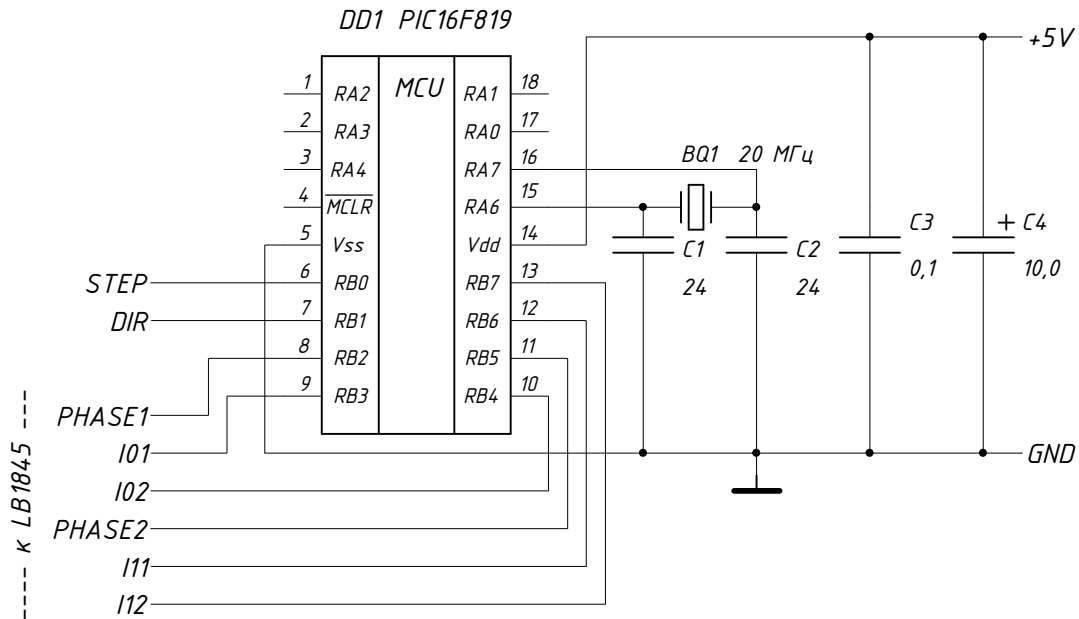 DD1 PIC16F819
+5V
MCU
1 RA2
RA1 18
2 RA3
RA0 17
3 RA4
RA7 16
BQ1 20 МГц
4 MCLR
RA6 15
5 Vss
Vdd 14
C1
24
C2
24
C3
0,1
+ C4
10,0
STEP
6 RB0
RB7 13
DIR
7 RB1
RB6 12
8 RB2
RB5 11
9 RB3
RB4 10
PHASE1
I01
GND
I02
PHASE2
I11
I12
----- к LB1845 ----